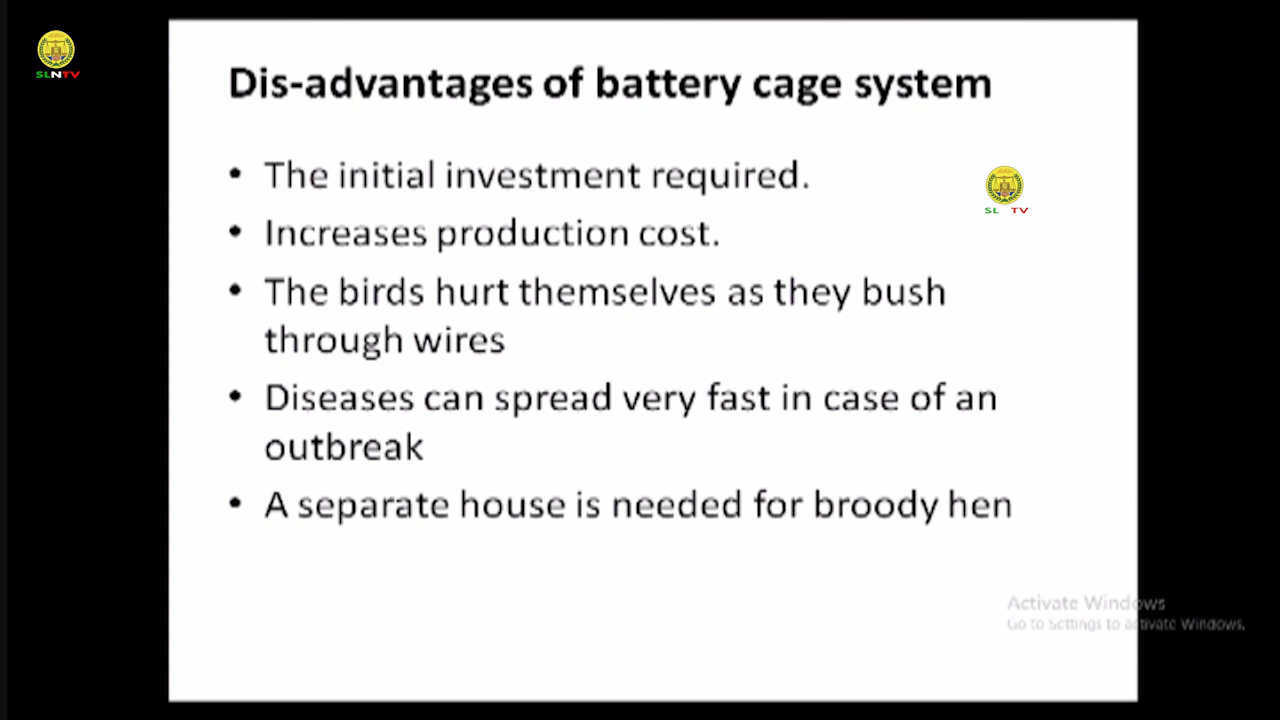 SLNTV
Dis-advantages of battery cage system
• The initial investment required.
SL TV
• Increases production cost.
• The birds hurt themselves as they bush
through wires
• Diseases can spread very fast in case of an
outbreak
• A separate house is needed for broody hen
Activate Windows
Go to Settings to activate Windows.